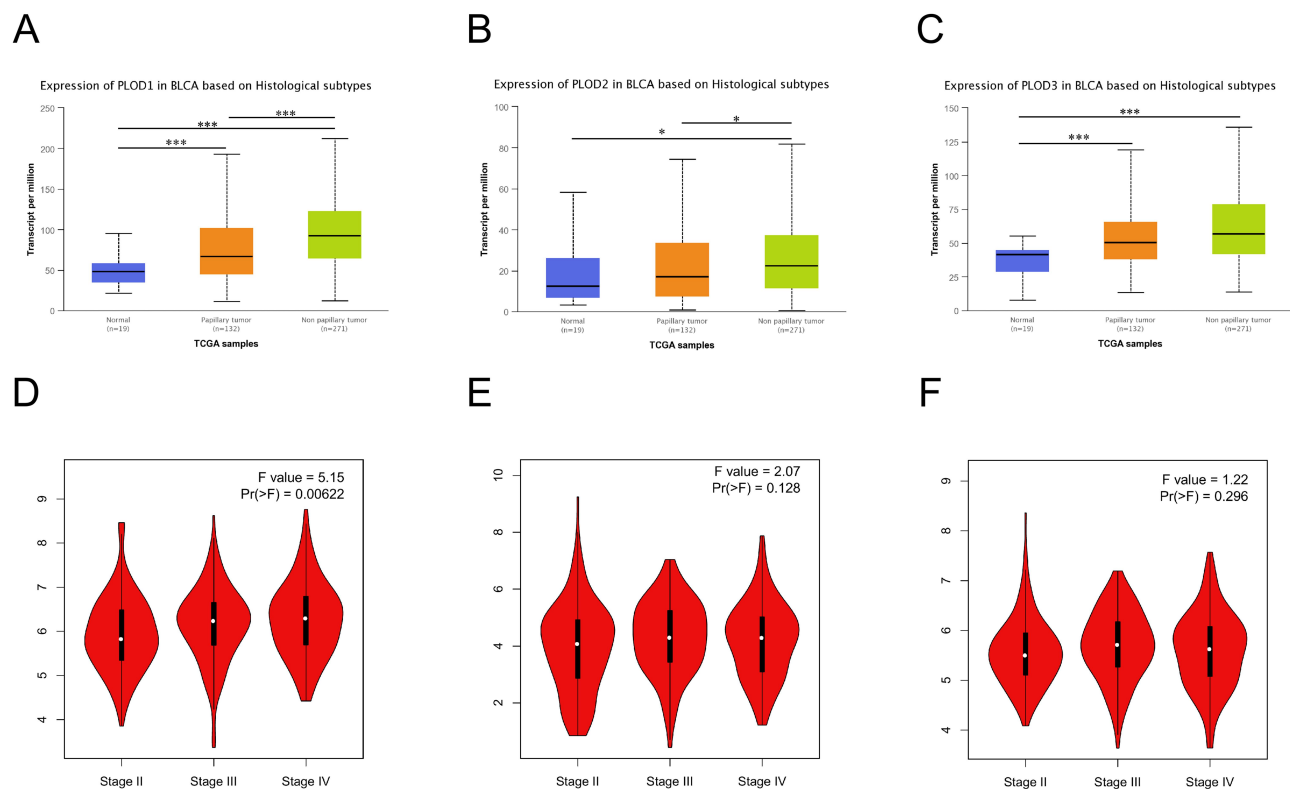 A
Expression of PLOD1 in BLCA based on Histological subtypes
250
200
150
100
50
0
Transcript per million
***
***
***
Normal
(n=19)
Papillary tumor
(n=132)
Non papillary tumor
(n=271)
TCGA samples
B
Expression of PLOD2 in BLCA based on Histological subtypes
100
80
60
40
20
0
Transcript per million
*
*
Normal
(n=19)
Papillary tumor
(n=132)
Non papillary tumor
(n=271)
TCGA samples
C
Expression of PLOD3 in BLCA based on Histological subtypes
150
125
100
75
50
25
0
Transcript per million
***
***
Normal
(n=19)
Papillary tumor
(n=132)
Non papillary tumor
(n=271)
TCGA samples
D
F value = 5.15
Pr(>F) = 0.00622
9
8
7
6
5
4
Stage II
Stage III
Stage IV
E
F value = 2.07
Pr(>F) = 0.128
10
8
6
4
2
Stage II
Stage III
Stage IV
F
F value = 1.22
Pr(>F) = 0.296
9
8
7
6
5
4
Stage II
Stage III
Stage IV